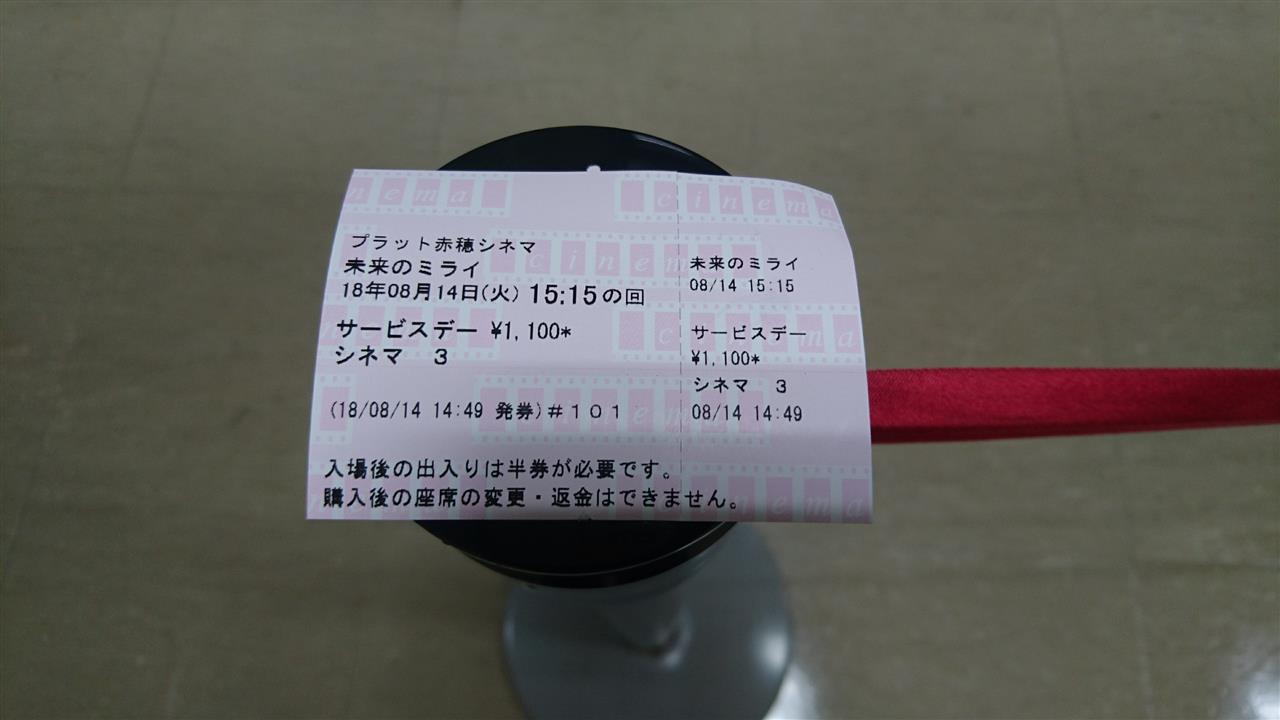 プラット赤穂シネマ
未来のミライ
18年08月14日(火) 15:15の回
サービスデー ¥1,100*
シネマ 3
(18/08/14 14:49 発券)#101
入場後の出入りは半券が必要です。
購入後の座席の変更・返金はできません。
未来のミライ
08/14 15:15
サービスデー
¥1,100*
シネマ 3
08/14 14:49
cinema